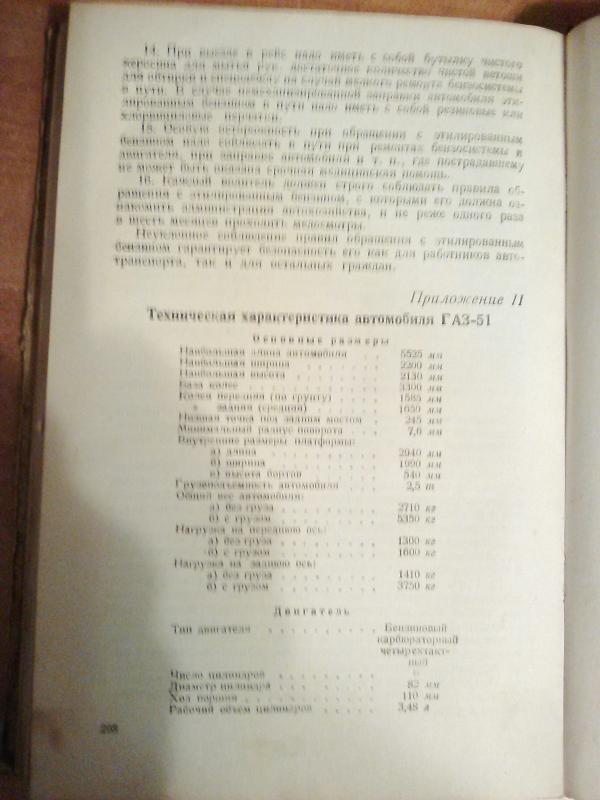 14. При выезде в рейс надо иметь с собой бутылку чистого
керосина для мытья рук, достаточное количество чистой ветоши
для обтирки и спецодежду на случай мелкого ремонта бензосистемы
в пути. В случае немеханизированной заправки автомобиля эти-
лированным бензином в пути надо иметь с собой резиновые или
хлорвиниловые перчатки.
15. Особую осторожность при обращении с этилированным
бензином надо соблюдать в пути при ремонтах бензосистемы и
двигателя, при заправке автомобиля и т. п., где пострадавшему
не может быть оказана срочная медицинская помощь.
16. Каждый водитель должен строго соблюдать правила об-
ращения с этилированным бензином, с которыми его должна оз-
накомить администрация автохозяйства, и не реже одного раза
в шесть месяцев проходить медосмотры.
Неуклонное соблюдение правил обращения с этилированным
бензином гарантирует безопасность его как для работников авто-
транспорта, так и для остальных граждан.
Приложение II
Техническая характеристика автомобиля ГАЗ-51
Основные размеры
Наибольшая длина автомобиля . . 5525 мм
Наибольшая ширина . . . . . . 2200 мм
Наибольшая высота . . . . . . 2130 мм
База колес . . . . . . . . . 3300 мм
Колея передняя (по грунту) . . . . 1585 мм
» задняя (средняя) . . . . . 1650 мм
Низшая точка под задним мостом . 245 мм
Минимальный радиус поворота . . . 7,6 м
Внутренние размеры платформы:
а) длина . . . . . . . . 2940 мм
б) ширина . . . . . . . 1990 мм
в) высота бортов . . . . . 540 мм
Грузоподъемность автомобиля . . . 2,5 т
Общий вес автомобиля:
а) без груза . . . . . . . 2710 кг
б) с грузом . . . . . . . 5350 кг
Нагрузка на переднюю ось:
а) без груза . . . . . . . 1300 кг
б) с грузом . . . . . . . 1600 кг
Нагрузка на заднюю ось:
а) без груза . . . . . . . 1410 кг
б) с грузом . . . . . . . 3750 кг
Двигатель
Тип двигателя . . . . . . . . . Бензиновый
карбюраторный
четырехтакт-
ный
Число цилиндров . . . . . . . . 6
Диаметр цилиндра . . . . . . . 82 мм
Ход поршня . . . . . . . . . 110 мм
Рабочий объем цилиндров . . . . . 3,48 л
208